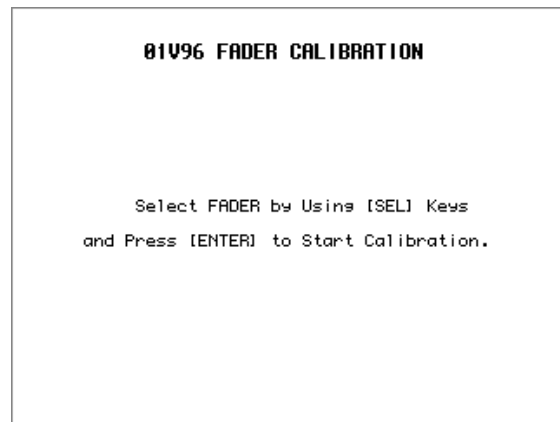 01V96 FADER CALIBRATION
Select FADER by Using [SEL] Keys
and Press [ENTER] to Start Calibration.